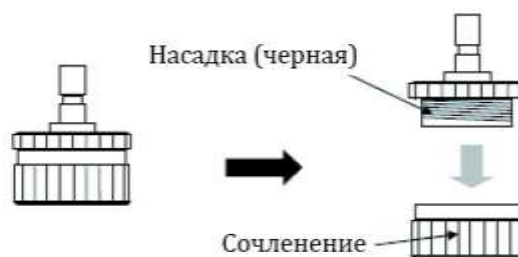 Насадка (черная)
Сочленение